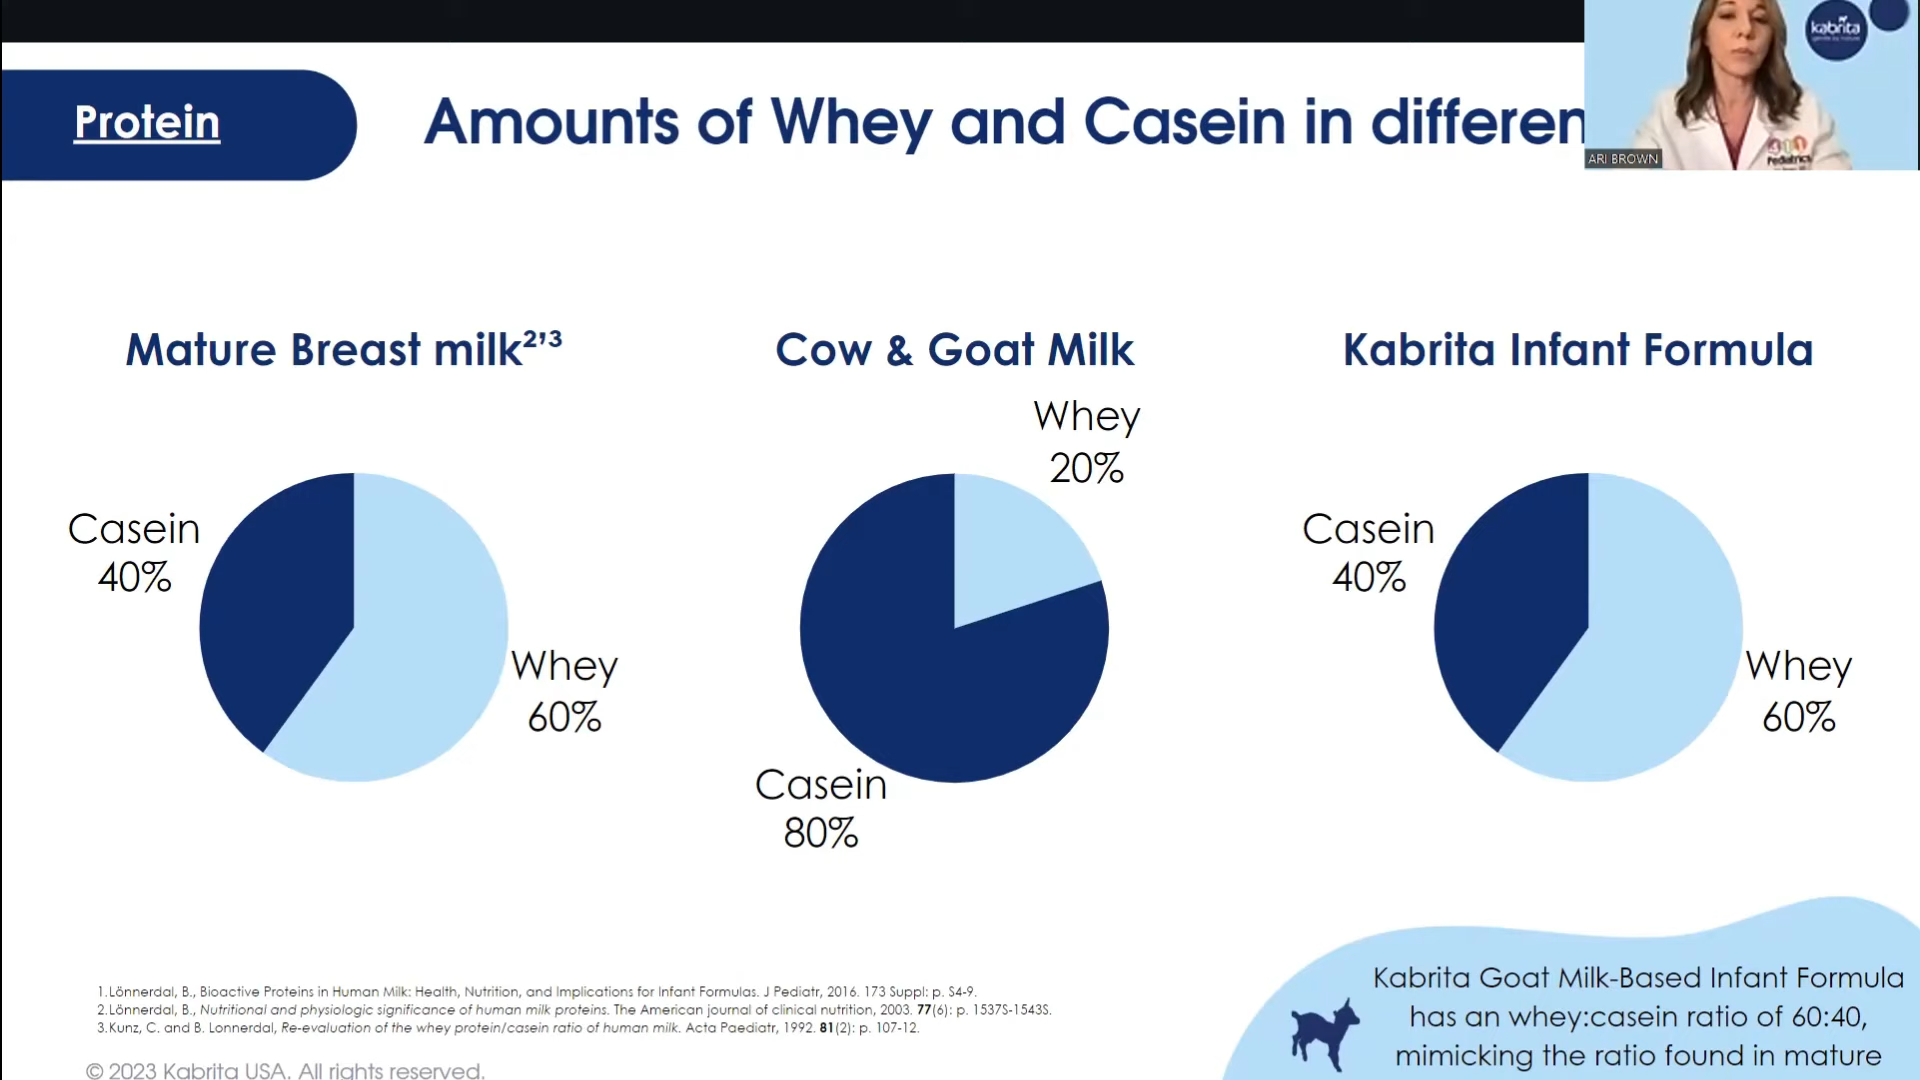 Protein
Amounts of Whey and Casein in differen
kabrita
ARI BROWN
Pediatrics
Mature Breast milk²’³
Cow & Goat Milk
Kabrita Infant Formula
Casein
40%
Whey
60%
Whey
20%
Casein
80%
Casein
40%
Whey
60%
1.Lönnerdal, B., Bioactive Proteins in Human Milk: Health, Nutrition, and Implications for Infant Formulas. J Pediatr, 2016. 173 Suppl: p. S4-9.
2.Lönnerdal, B., Nutritional and physiologic significance of human milk proteins. The American journal of clinical nutrition, 2003. 77(6): p. 1537S-1543S.
3.Kunz, C. and B. Lonnerdal, Re-evaluation of the whey protein/casein ratio of human milk. Acta Paediatr, 1992. 81(2): p. 107-12.
© 2023 Kabrita USA. All rights reserved.
Kabrita Goat Milk-Based Infant Formula
has an whey:casein ratio of 60:40,
mimicking the ratio found in mature